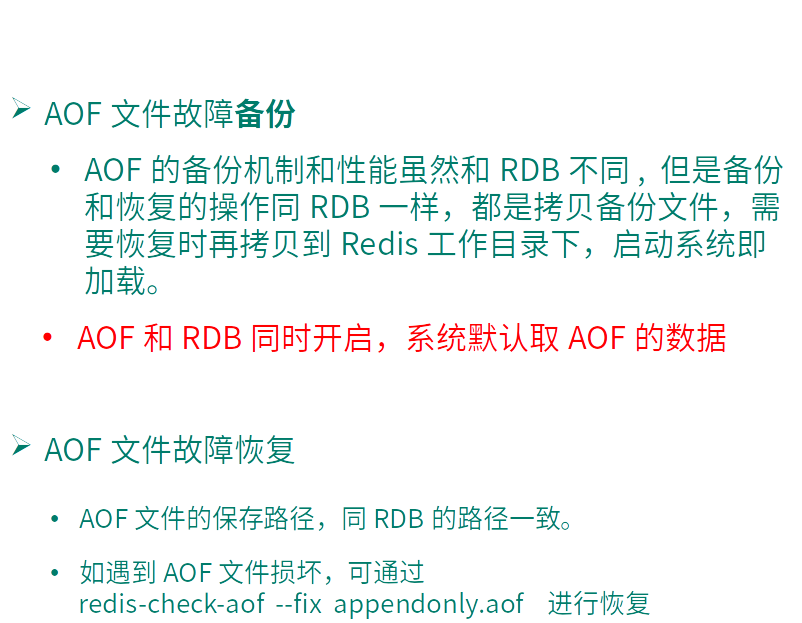 ➢ AOF 文件故障备份
• AOF 的备份机制和性能虽然和 RDB 不同，但是备份
和恢复的操作同 RDB 一样，都是拷贝备份文件，需
要恢复时再拷贝到 Redis 工作目录下，启动系统即
加载。
• AOF 和 RDB 同时开启，系统默认取 AOF 的数据
➢ AOF 文件故障恢复
• AOF 文件的保存路径，同 RDB 的路径一致。
• 如遇到 AOF 文件损坏，可通过
redis-check-aof --fix appendonly.aof 进行恢复